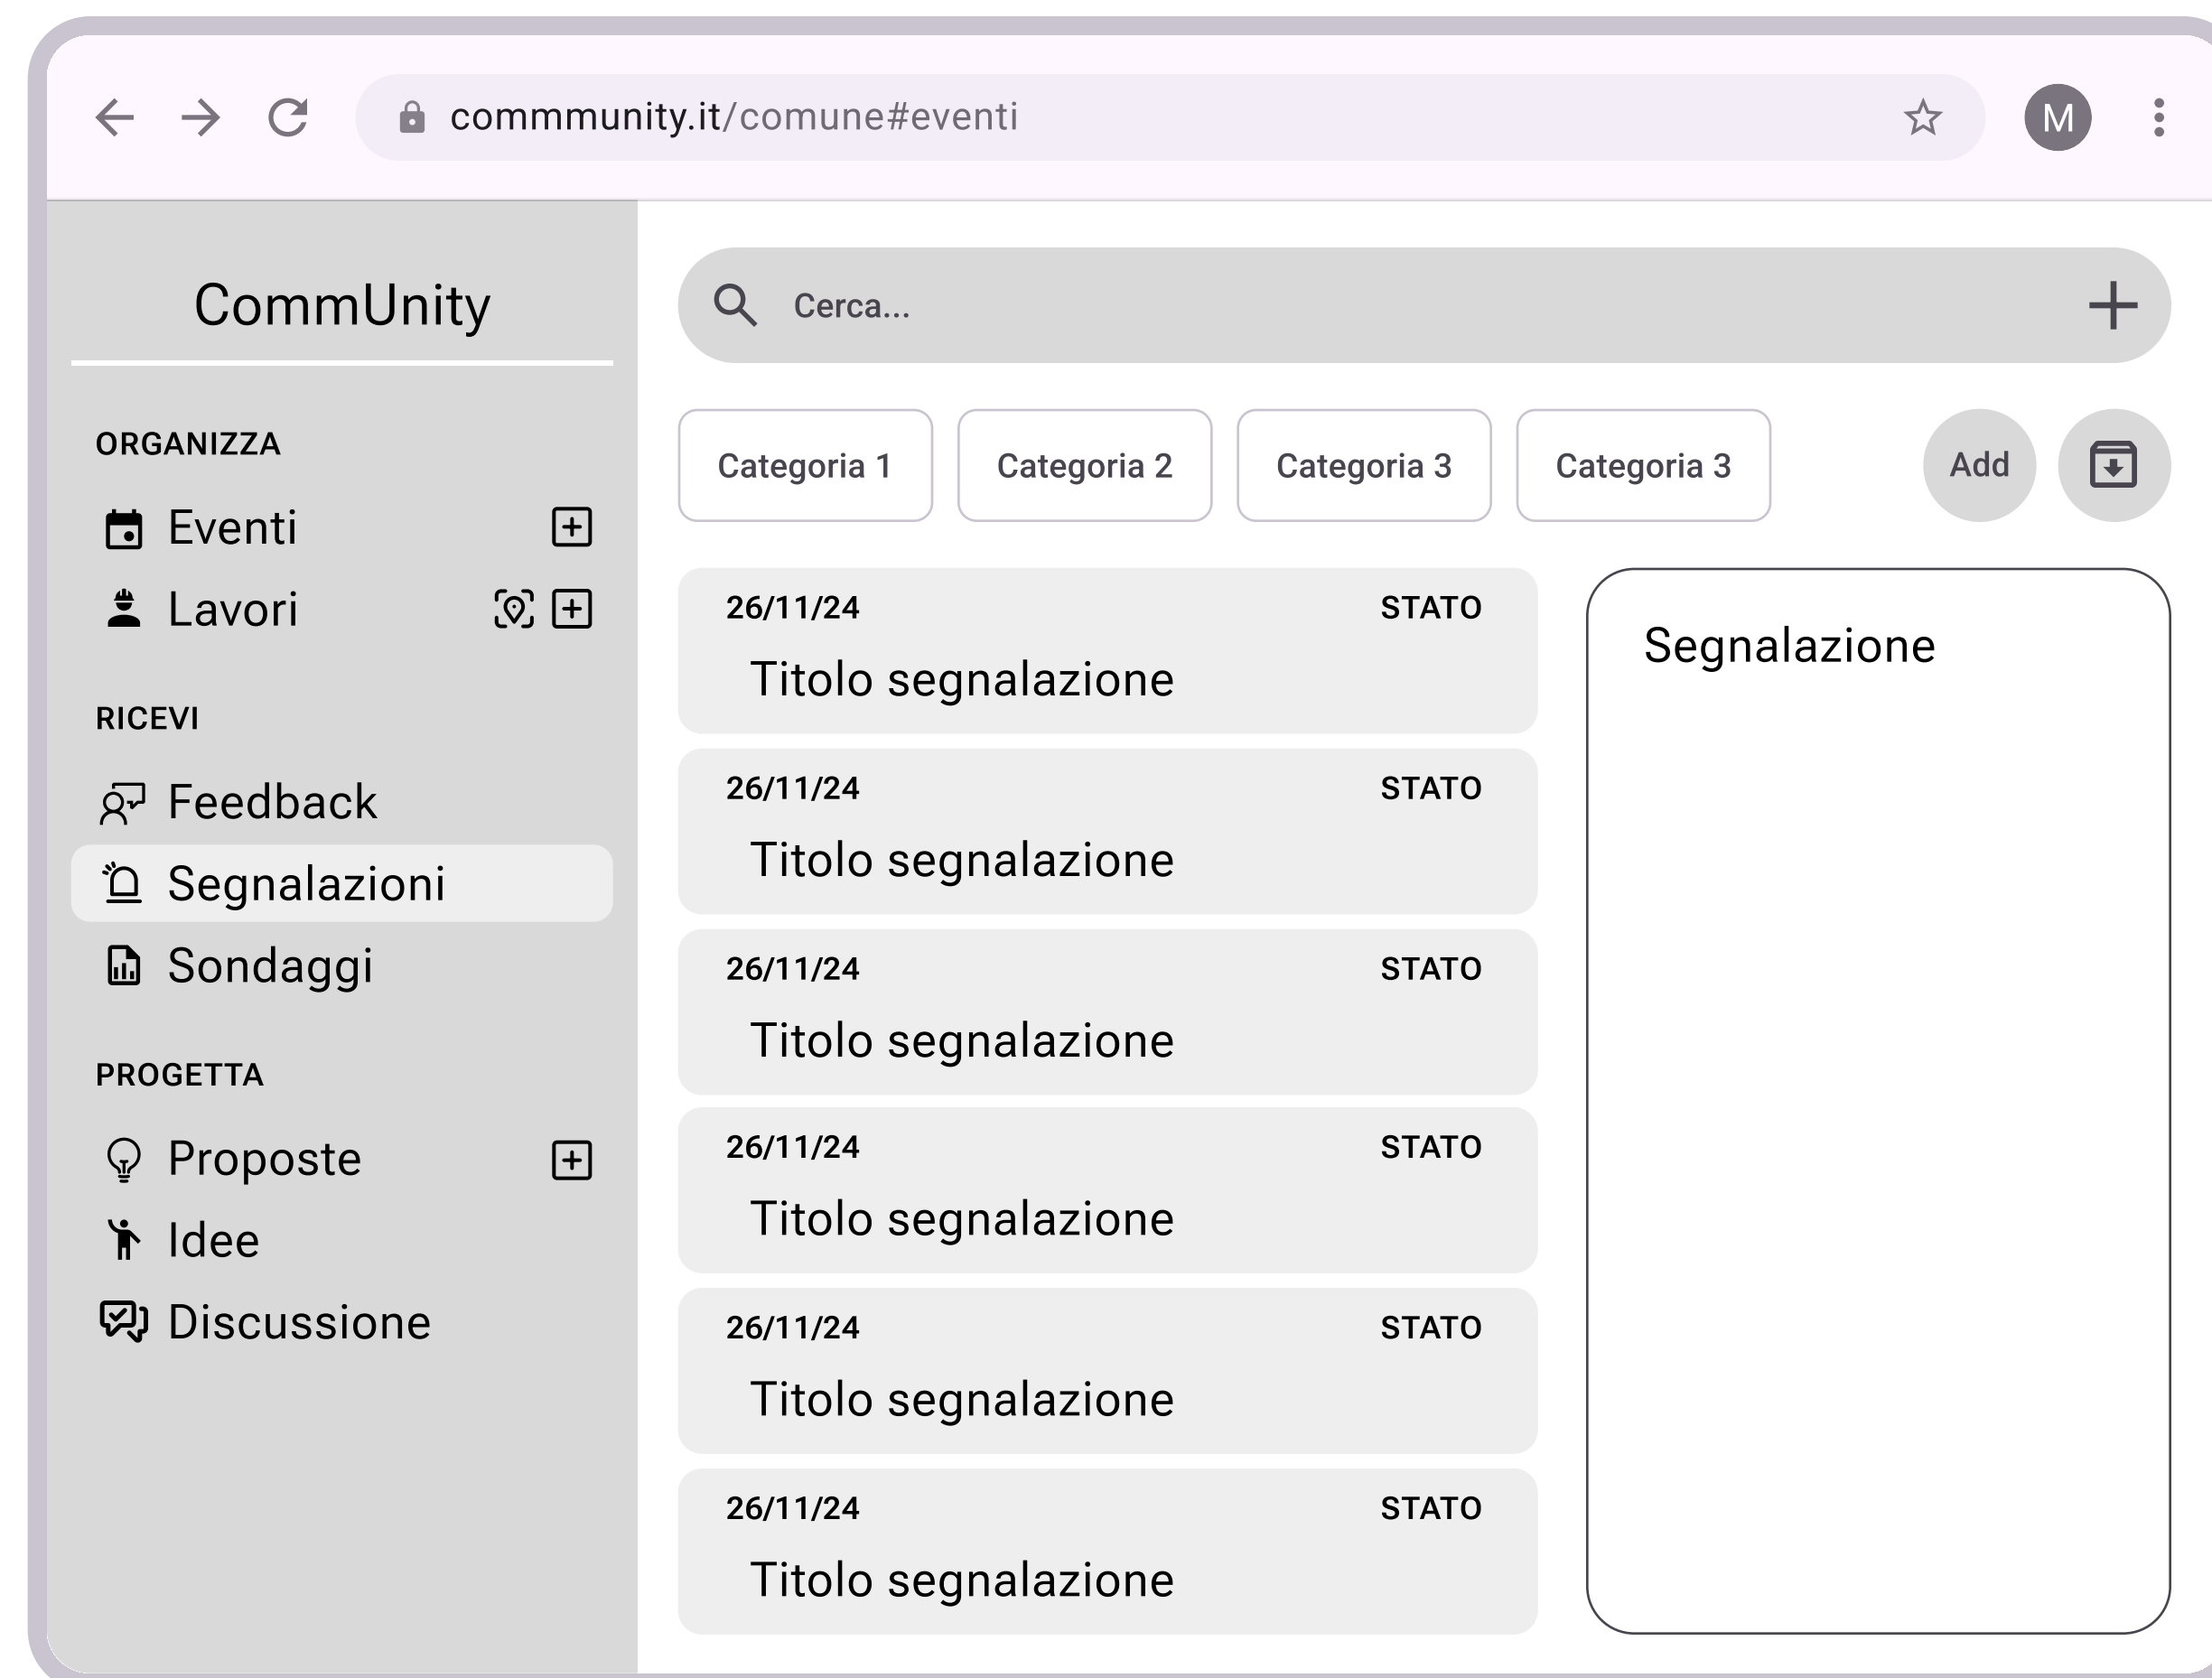 community.it/comune#eventi
M
CommUnity
ORGANIZZA
Eventi
Lavori
RICEVI
Feedback
Segnalazioni
Sondaggi
PROGETTA
Proposte
Idee
Discussione
Cerca...
Categoria 1
Categoria 2
Categoria 3
Categoria 3
Add
26/11/24 STATO
Titolo segnalazione
26/11/24 STATO
Titolo segnalazione
26/11/24 STATO
Titolo segnalazione
26/11/24 STATO
Titolo segnalazione
26/11/24 STATO
Titolo segnalazione
26/11/24 STATO
Titolo segnalazione
Segnalazione